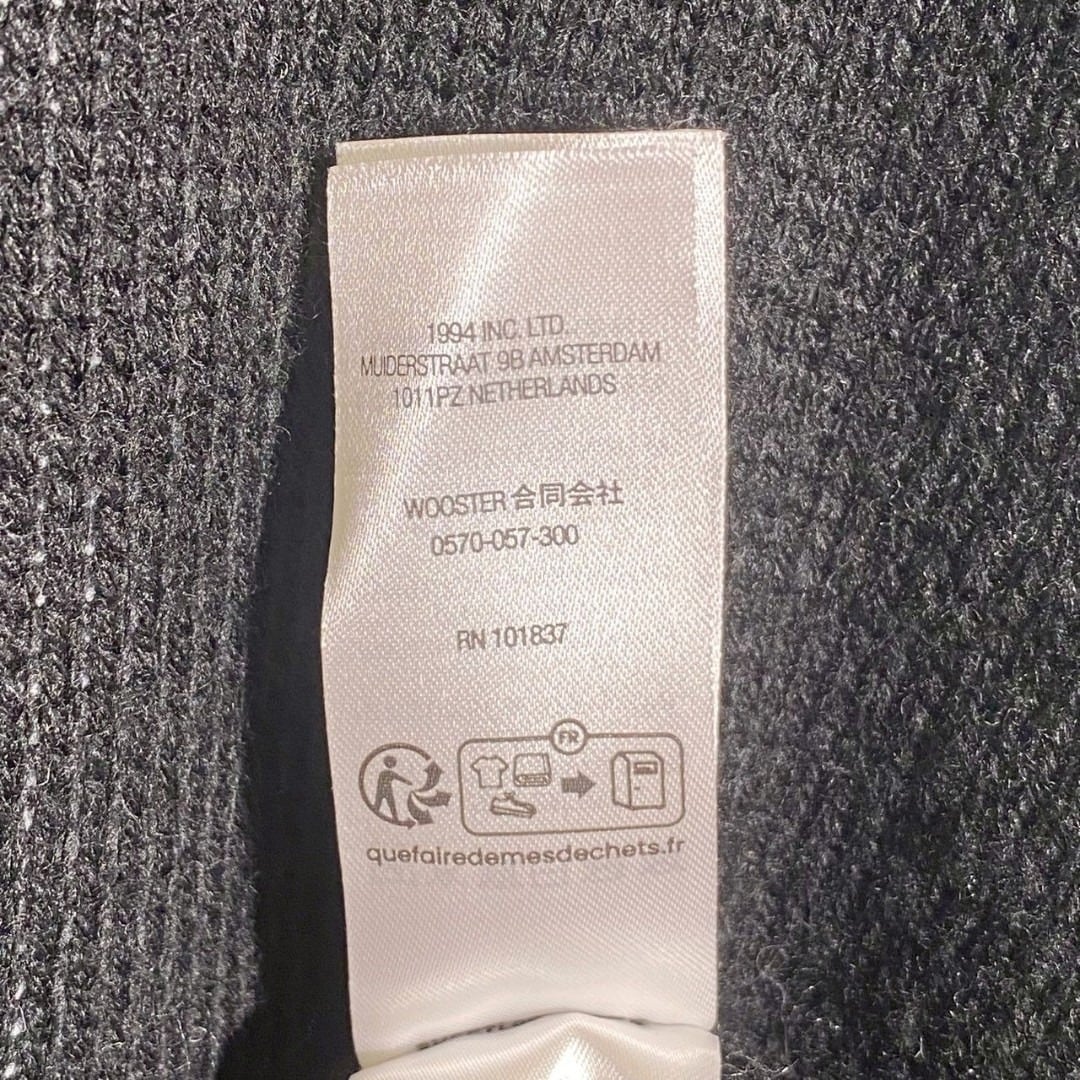 1994 INC. LTD.
MUIDERSTRAAT 9B AMSTERDAM
1011PZ NETHERLANDS
WOOSTER 合同会社
0570-057-300
RN 101837
FR
quefairedemesdechets.fr